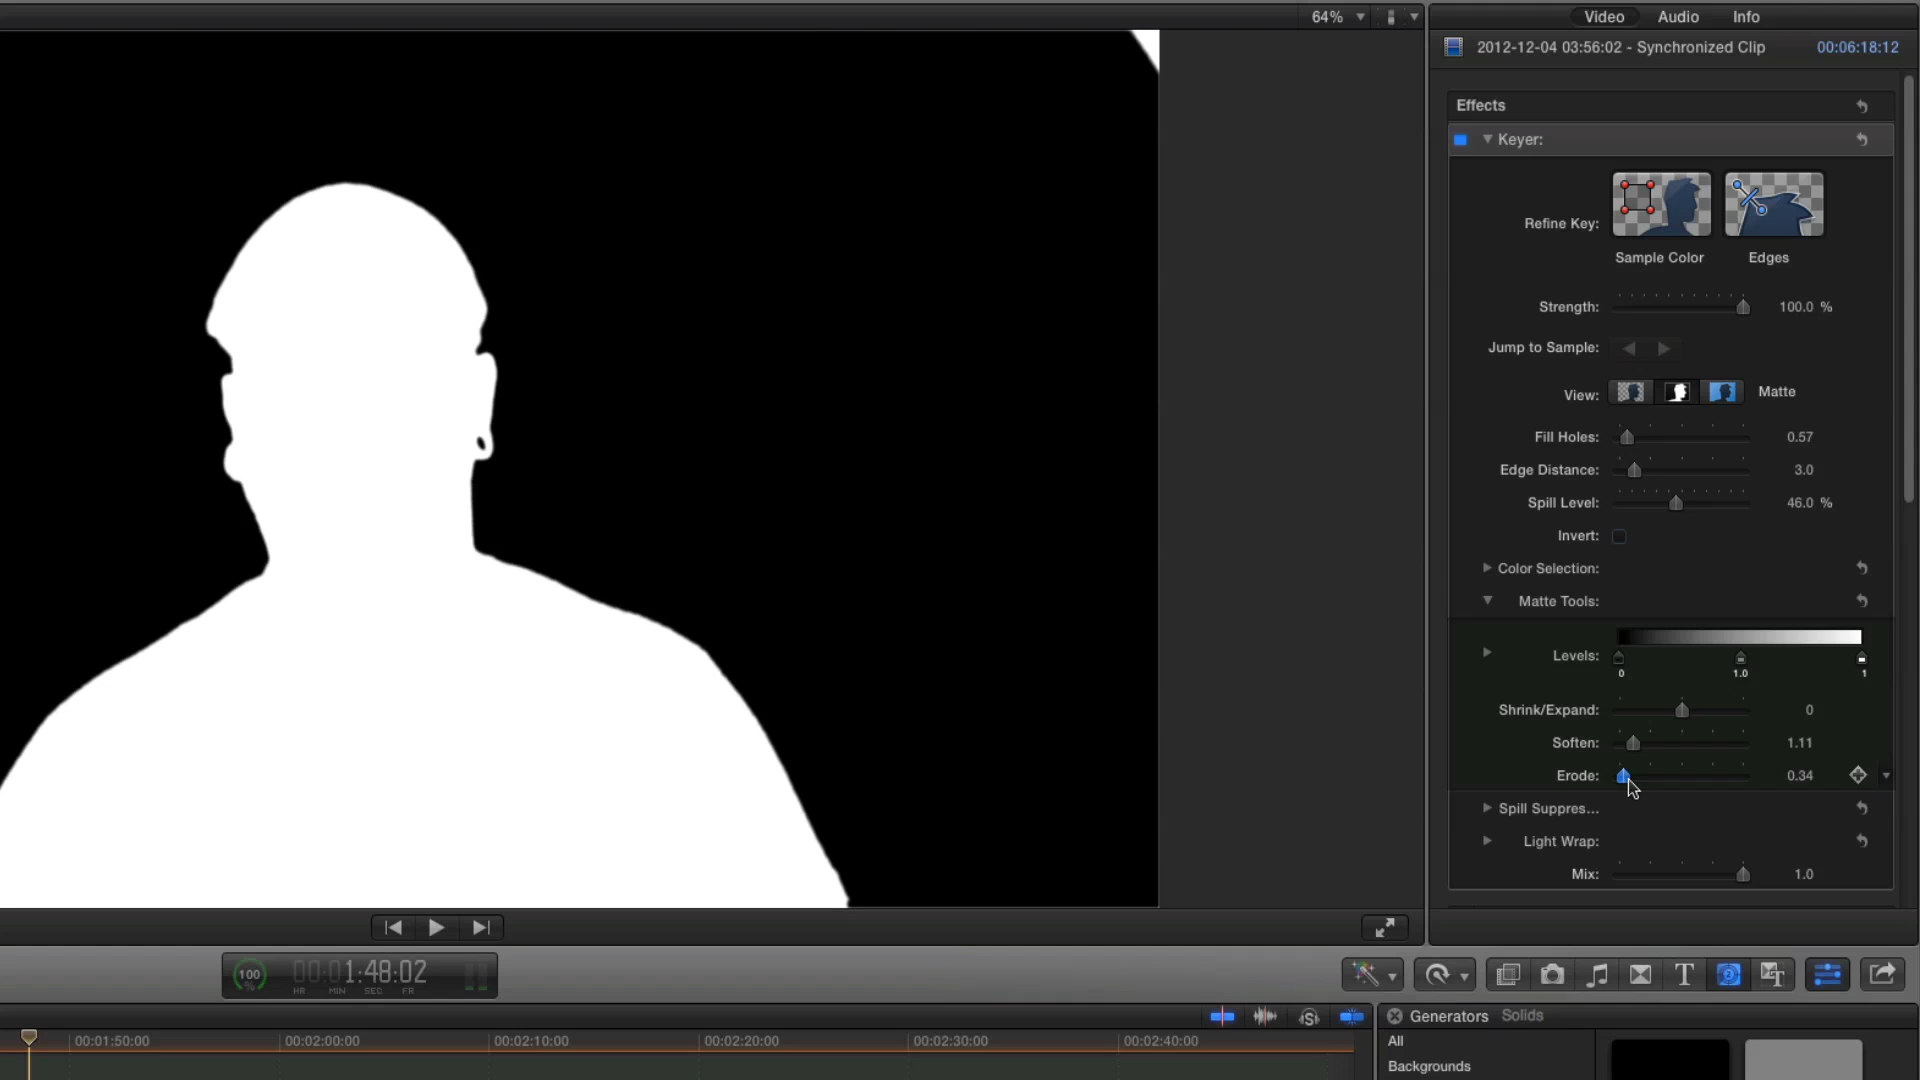 64%
Video Audio Info
2012-12-04 03:56:02 - Synchronized Clip 00:06:18:12
Effects
Keyer:
Refine Key:
Sample Color Edges
Strength: 100.0 %
Jump to Sample:
View: Matte
Fill Holes: 0.57
Edge Distance: 3.0
Spill Level: 46.0 %
Invert:
Color Selection:
Matte Tools:
Levels:
0 1.0 1
Shrink/Expand: 0
Soften: 1.11
Erode: 0.34
Spill Suppres...
Light Wrap:
Mix: 1.0
100 % 00:01:48:02
HR MIN SEC FR
T
T
S
Generators Solids
00:01:50:00 00:02:00:00 00:02:10:00 00:02:20:00 00:02:30:00 00:02:40:00
All
Backgrounds